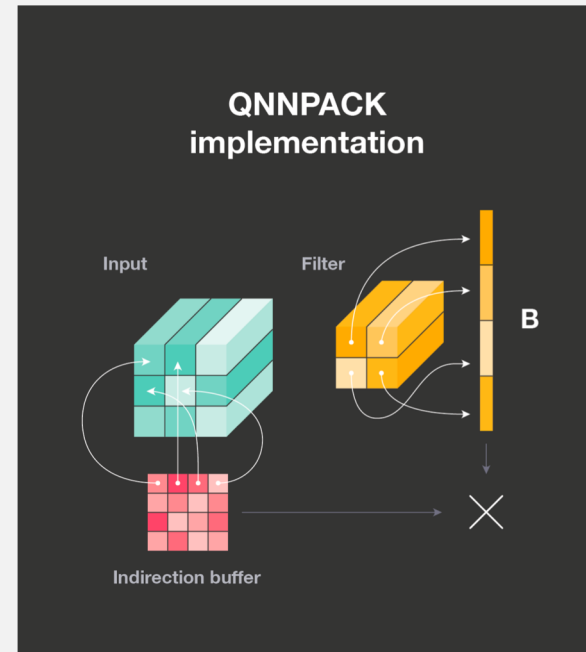 QNNPACK
implementation
Input
Filter
B
Indirection buffer